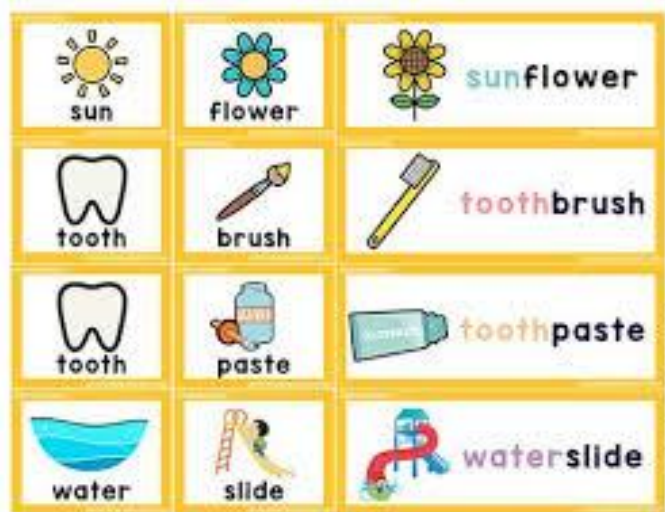 sun
flower
sunflower
tooth
brush
toothbrush
tooth
paste
toothpaste
water
slide
waterslide